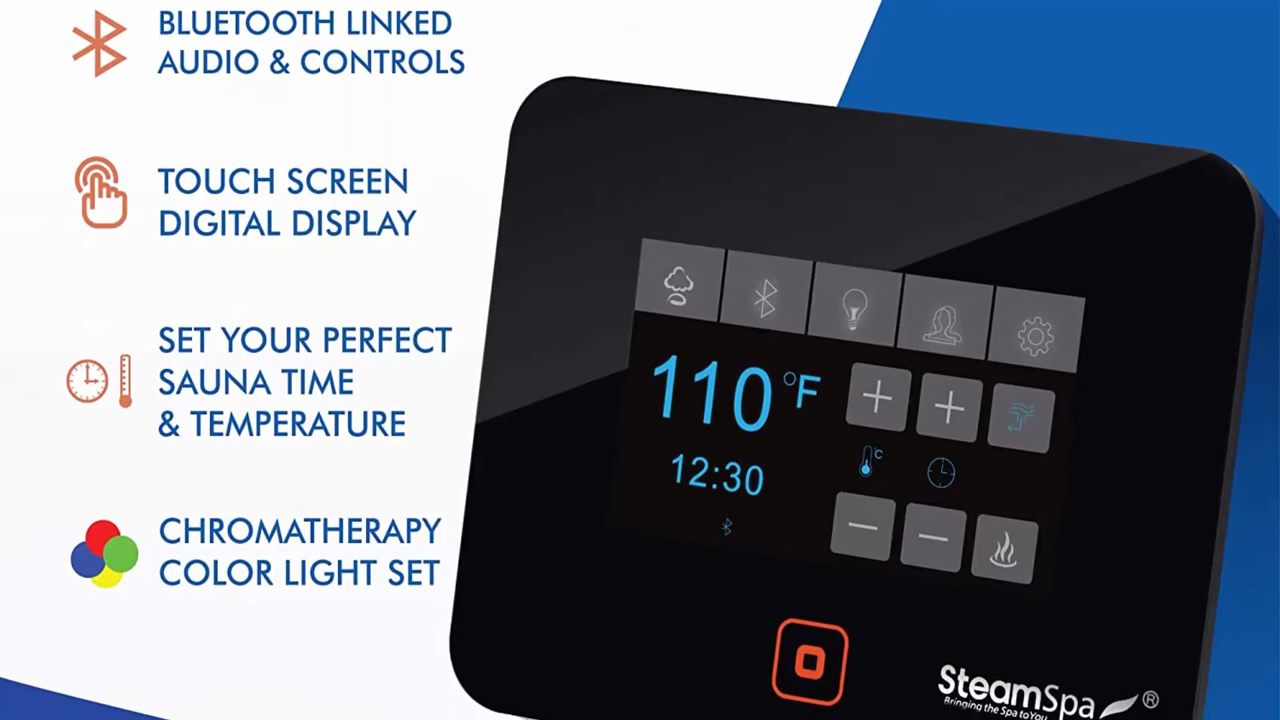 BLUETOOTH LINKED
AUDIO & CONTROLS
TOUCH SCREEN
DIGITAL DISPLAY
SET YOUR PERFECT
SAUNA TIME
& TEMPERATURE
CHROMATHERAPY
COLOR LIGHT SET
110 °F
12:30
°C
SteamSpa ®
Bringing the Spa to You